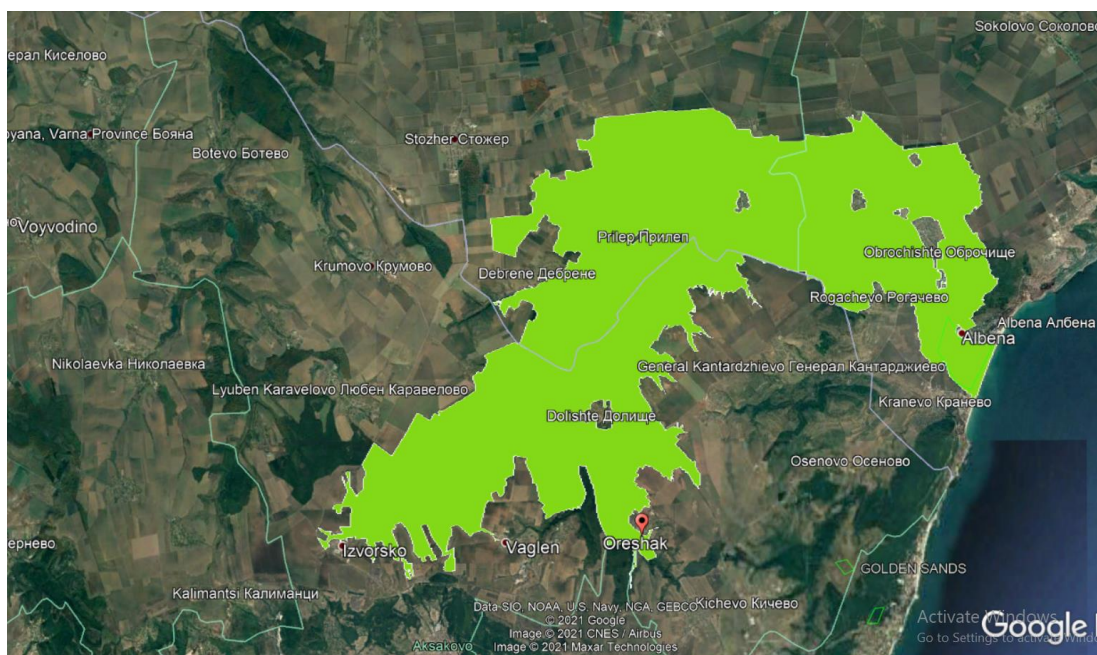 Sokolovo Соколово
ерал Киселово
oyana, Varna Province Бояна
Stozher Стожер
Botevo Ботево
Voyvodino
Prilep Прилеп
Obrochishte Оброчище
Krumovo Крумово
Debrene Дебрене
Rogachevo Рогачево
Albena Албена
Albena
Nikolaevka Николаевка
General Kantardzhievo Генерал Кантарджиево
Lyuben Karavelovo Любен Каравелово
Kranevo Кранево
Dolishte Долище
Osenovo Осеново
ернево
Izvorsko
Vaglen
Oreshak
GOLDEN SANDS
Kalimantsi Калиманци
Kichevo Кичево
Data SIO, NOAA, U.S. Navy, NGA, GEBCO
© 2021 Google
Image © 2021 CNES / Airbus
Image © 2021 Maxar Technologies
Aksakovo
Activate Windows
Go to Settings to activate Windo
Google